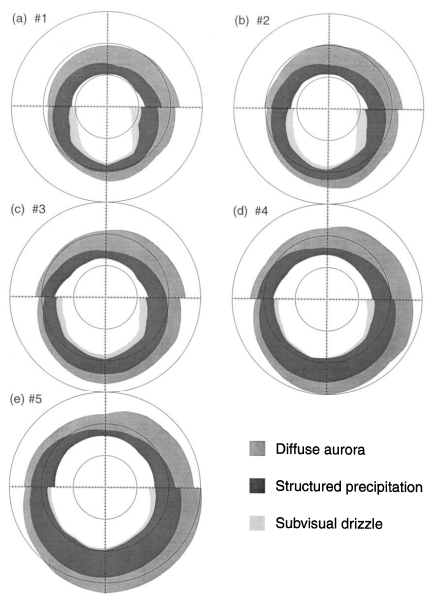 (a) #1
(b) #2
(c) #3
(d) #4
(e) #5
Diffuse aurora
Structured precipitation
Subvisual drizzle